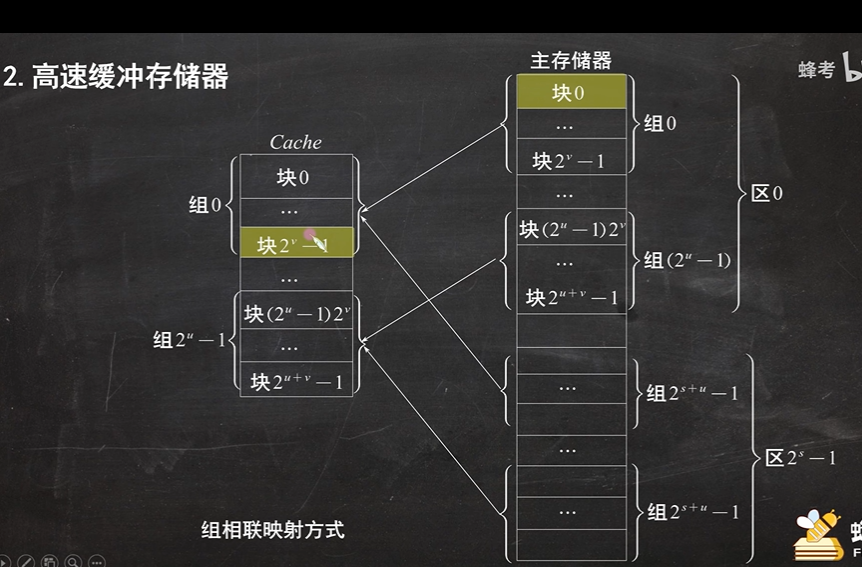 2. 高速缓冲存储器
蜂考
主存储器
Cache
块0
...
块2^v − 1
组0
...
块(2^u − 1)2^v
...
块2^{u+v} − 1
组2^u − 1
块0
...
块2^v − 1
组0
...
块(2^u − 1)2^v
...
块2^{u+v} − 1
组(2^u − 1)
区0
...
组2^{s+u} − 1
...
...
组2^{s+u} − 1
区2^s − 1
组相联映射方式